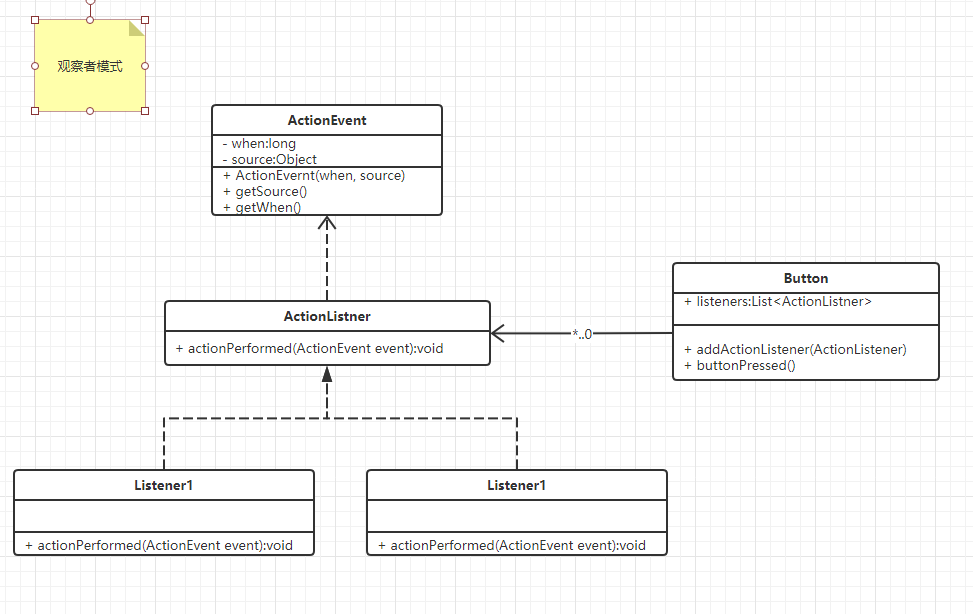 观察者模式
ActionEvent
- when:long
- source:Object
+ ActionEvernt(when, source)
+ getSource()
+ getWhen()
Button
+ listeners:List<ActionListner>
+ addActionListener(ActionListener)
+ buttonPressed()
*..0
ActionListner
+ actionPerformed(ActionEvent event):void
Listener1
+ actionPerformed(ActionEvent event):void
Listener1
+ actionPerformed(ActionEvent event):void